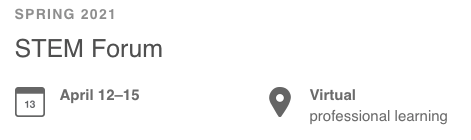 SPRING 2021
STEM Forum
13
April 12–15
Virtual
professional learning